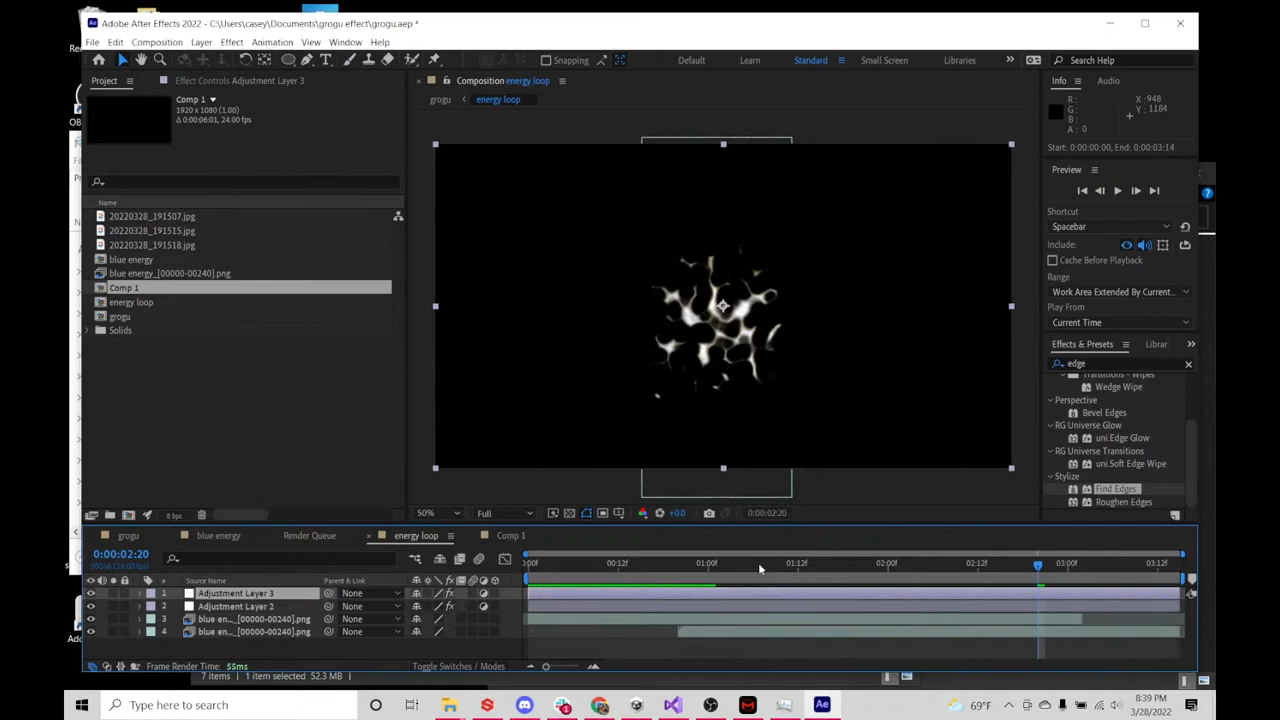 Adobe After Effects 2022 - C:\Users\casey\Documents\grogu effect\grogu.aep *
File Edit Composition Layer Effect Animation View Window Help
Snapping Default Learn Standard Small Screen Libraries Search Help
Project Effect Controls Adjustment Layer 3 Composition energy loop Info Audio
Comp 1
1920 x 1080 (1.00)
Δ 0:00:06:01, 24.00 fps
grogu energy loop
R: X: 948
G: Y: 1184
B:
A: 0
Start: 0:00:00:00, End: 0:00:03:14
Preview
Shortcut
Spacebar
Include:
Cache Before Playback
Range
Work Area Extended By Current...
Play From
Current Time
Effects & Presets Librar
edge
Transitions - Wipes
Wedge Wipe
Perspective
Bevel Edges
RG Universe Glow
uni.Edge Glow
RG Universe Transitions
uni.Soft Edge Wipe
Stylize
Find Edges
Roughen Edges
Name
20220328_191507.jpg
20220328_191515.jpg
20220328_191518.jpg
blue energy
blue energy_[00000-00240].png
Comp 1
energy loop
grogu
Solids
8 bpc
50% Full +0.0 0:00:02:20
grogu blue energy Render Queue energy loop Comp 1
0:00:02:20
# Source Name Parent & Link
:00f 00:12f 01:00f 01:12f 02:00f 02:12f 03:00f 03:12f
1 Adjustment Layer 3 None
2 Adjustment Layer 2 None
3 blue en..._[00000-00240].png None
4 blue en..._[00000-00240].png None
Frame Render Time: 55ms Toggle Switches / Modes
7 items 1 item selected 52.3 MB
Type here to search
69°F
8:39 PM
3/28/2022